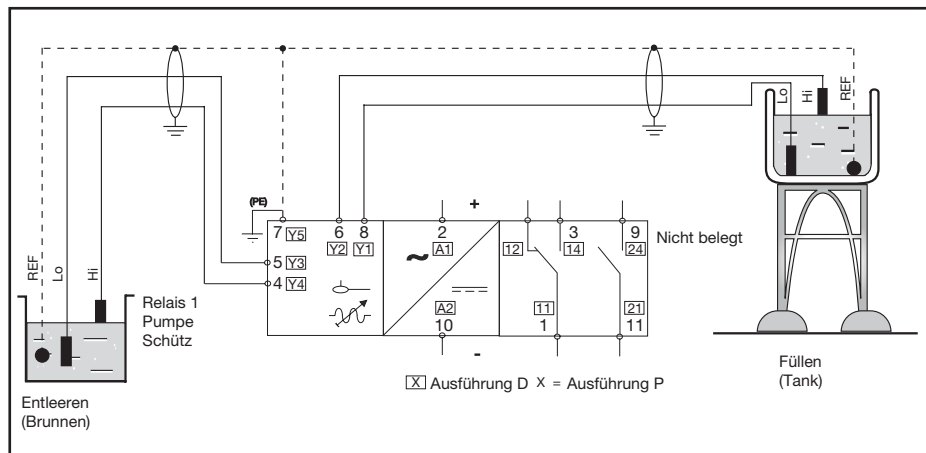 Lo
Hi
REF
(PE)
+
7 Y5
6
8
2
3
9
Nicht belegt
Y2 Y1
A1
12
14
24
5 Y3
~
4 Y4
REF
Lo
Hi
Relais 1
Pumpe
Schütz
A2
11
21
10
1
11
-
X Ausführung D X = Ausführung P
Füllen
(Tank)
Entleeren
(Brunnen)